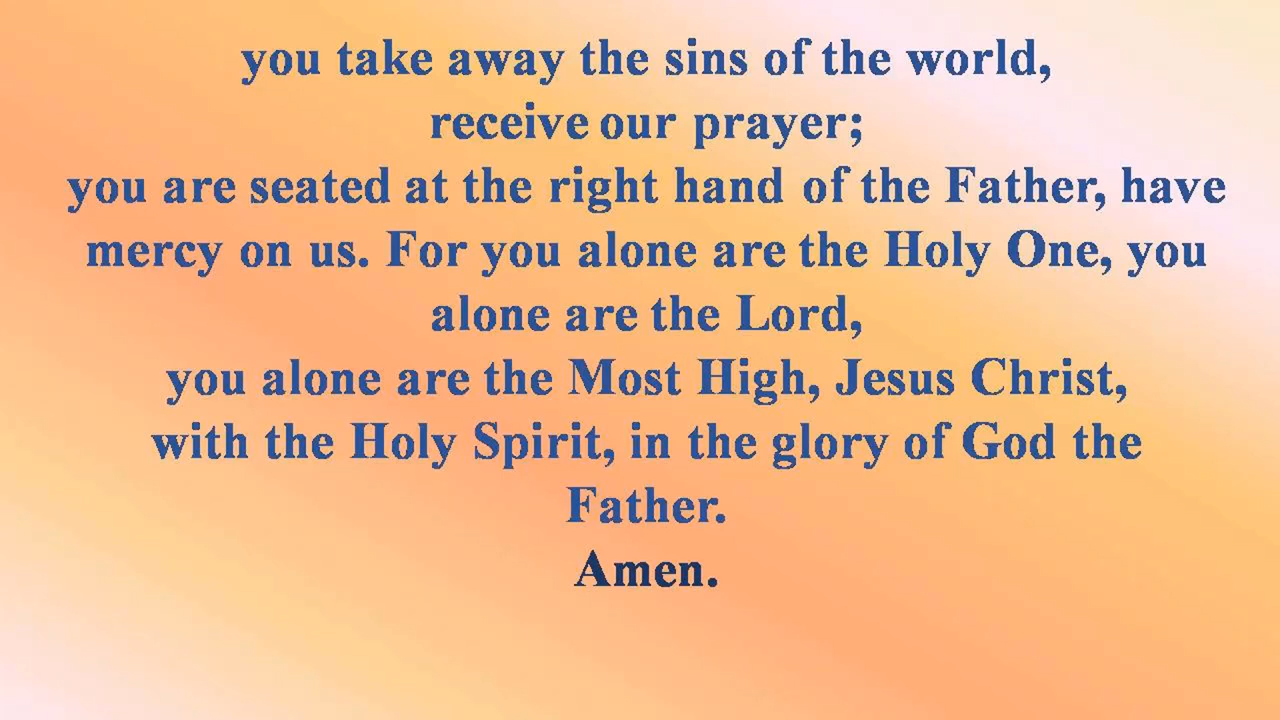 you take away the sins of the world,
receive our prayer;
you are seated at the right hand of the Father, have
mercy on us. For you alone are the Holy One, you
alone are the Lord,
you alone are the Most High, Jesus Christ,
with the Holy Spirit, in the glory of God the
Father.
Amen.